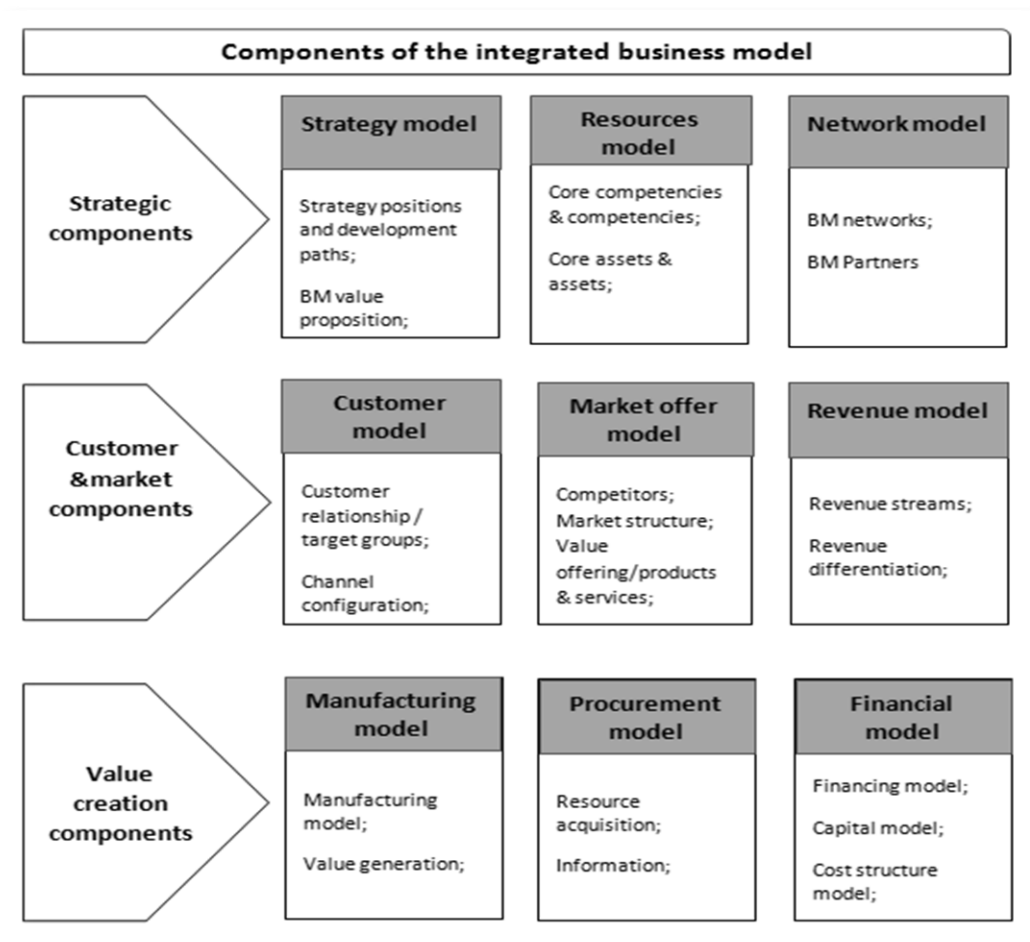 Components of the integrated business model
Strategic
components
Strategy model
Strategy positions
and development
paths;
BM value
proposition;
Resources
model
Core competencies
& competencies;
Core assets &
assets;
Network model
BM networks;
BM Partners
Customer
&market
components
Customer
model
Customer
relationship /
target groups;
Channel
configuration;
Market offer
model
Competitors;
Market structure;
Value
offering/products
& services;
Revenue model
Revenue streams;
Revenue
differentiation;
Value
creation
components
Manufacturing
model
Manufacturing
model;
Value generation;
Procurement
model
Resource
acquisition;
Information;
Financial
model
Financing model;
Capital model;
Cost structure
model;